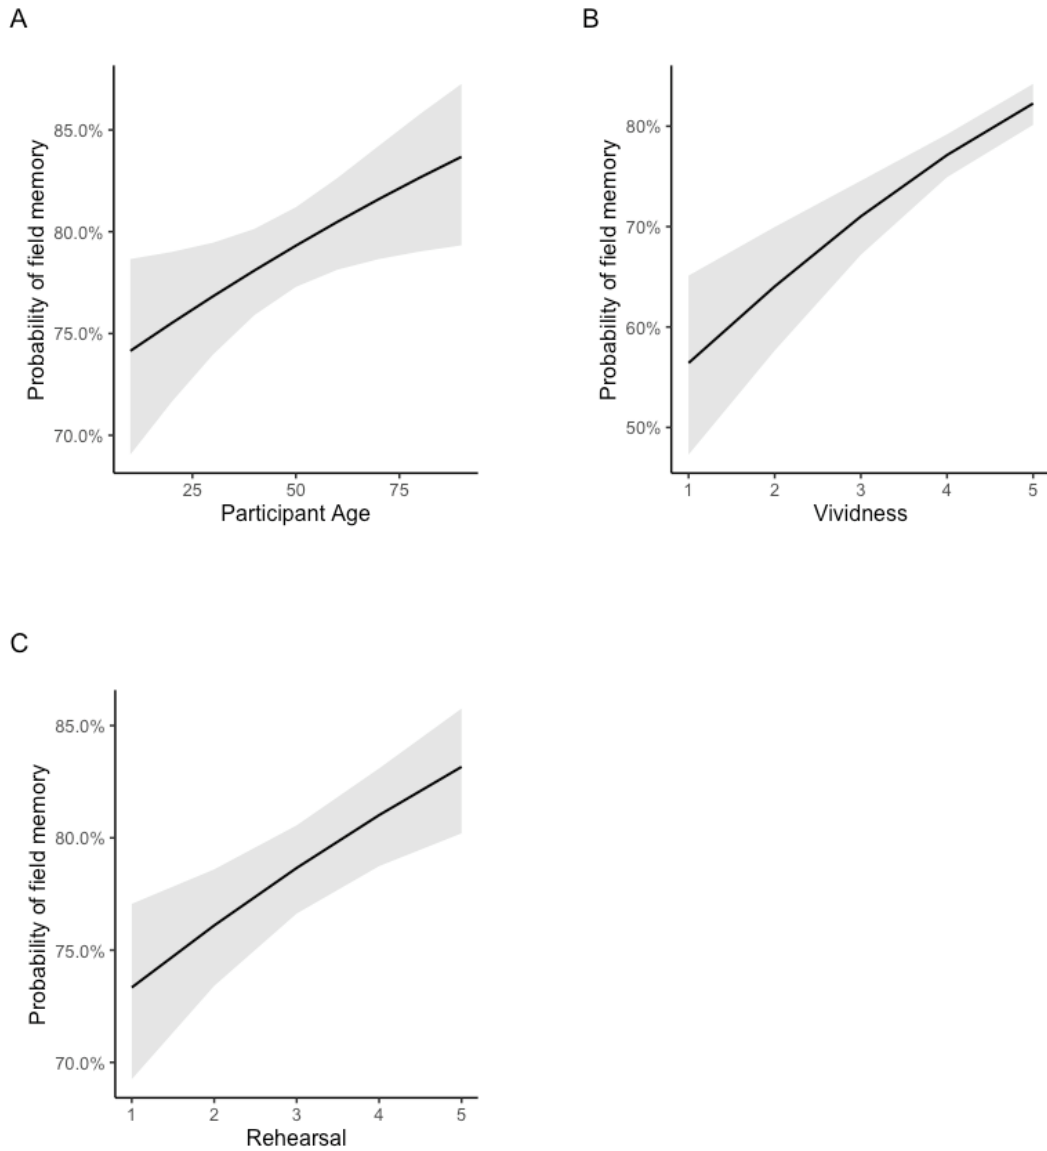 A
Probability of field memory
85.0%
80.0%
75.0%
70.0%
25 50 75
Participant Age
B
Probability of field memory
80%
70%
60%
50%
1 2 3 4 5
Vividness
C
Probability of field memory
85.0%
80.0%
75.0%
70.0%
1 2 3 4 5
Rehearsal